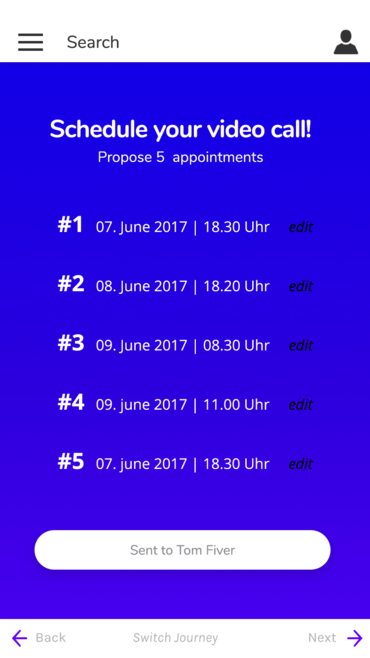 Search
Schedule your video call!
Propose 5 appointments
#1 07. June 2017 | 18.30 Uhr edit
#2 08. June 2017 | 18.20 Uhr edit
#3 09. June 2017 | 08.30 Uhr edit
#4 09. june 2017 | 11.00 Uhr edit
#5 07. june 2017 | 18.30 Uhr edit
Sent to Tom Fiver
Back Switch Journey Next